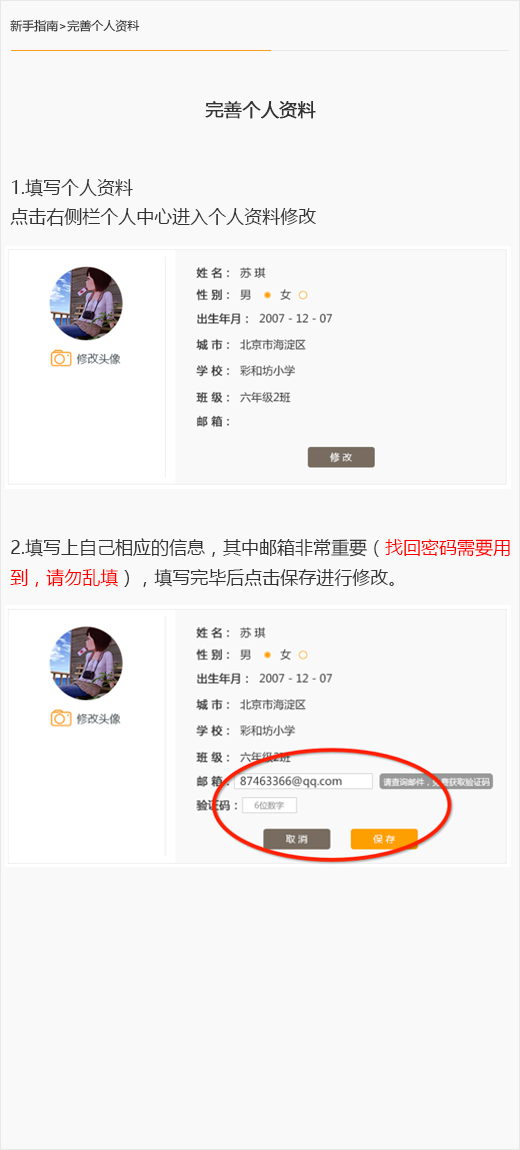 新手指南>完善个人资料
完善个人资料
1.填写个人资料
点击右侧栏个人中心进入个人资料修改
修改头像
姓 名： 苏 琪
性 别： 男 女
出生年月： 2007 - 12 - 07
城 市： 北京市海淀区
学 校： 彩和坊小学
班 级： 六年级2班
邮 箱：
修 改
2.填写上自己相应的信息，其中邮箱非常重要（找回密码需要用
到，请勿乱填），填写完毕后点击保存进行修改。
修改头像
姓 名： 苏 琪
性 别： 男 女
出生年月： 2007 - 12 - 07
城 市： 北京市海淀区
学 校： 彩和坊小学
班 级： 六年级2班
邮 箱： 87463366@qq.com 请查询邮件，免费获取验证码
验证码： 6位数字
取 消 保 存